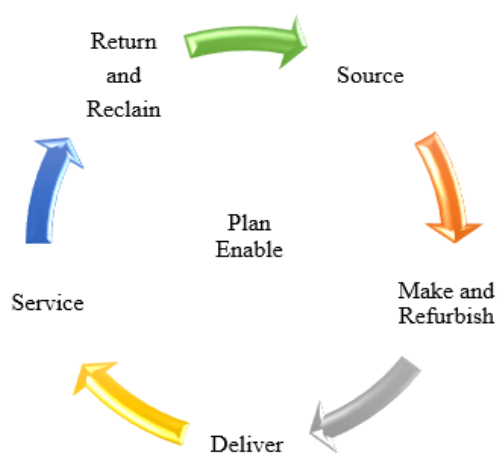 Return
and
Reclain
Source
Plan
Enable
Make and
Refurbish
Service
Deliver